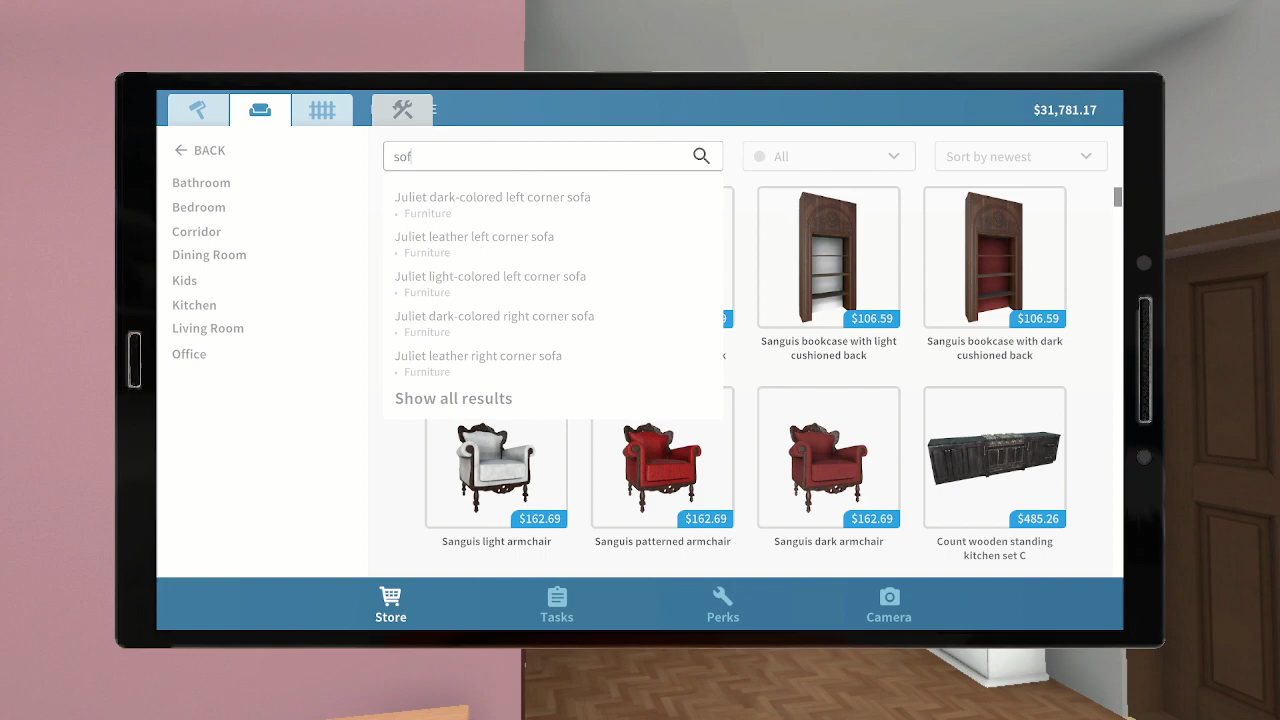 $31,781.17
BACK
Bathroom
Bedroom
Corridor
Dining Room
Kids
Kitchen
Living Room
Office
sof
All
Sort by newest
Juliet dark-colored left corner sofa
• Furniture
Juliet leather left corner sofa
• Furniture
Juliet light-colored left corner sofa
• Furniture
Juliet dark-colored right corner sofa
• Furniture
Juliet leather right corner sofa
• Furniture
Show all results
$106.59
$106.59
Sanguis bookcase with light
cushioned back
Sanguis bookcase with dark
cushioned back
$162.69
$162.69
$162.69
$485.26
Sanguis light armchair
Sanguis patterned armchair
Sanguis dark armchair
Count wooden standing
kitchen set C
Store
Tasks
Perks
Camera